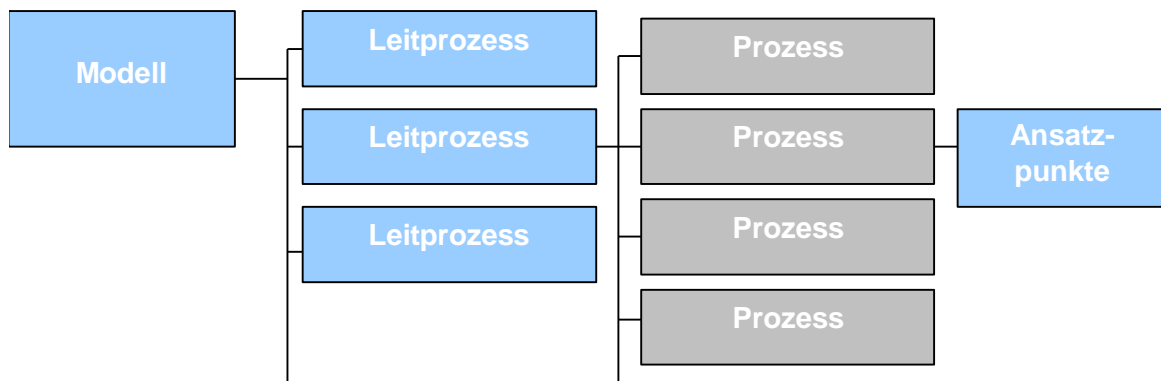 Modell
Leitprozess
Leitprozess
Leitprozess
Prozess
Prozess
Prozess
Prozess
Ansatz-
punkte